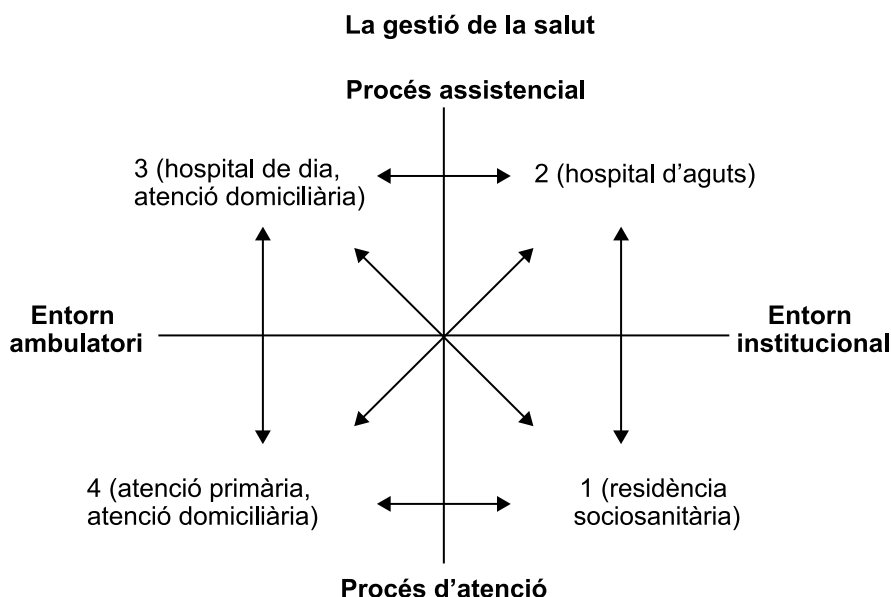 La gestió de la salut
Procés assistencial
3 (hospital de dia,
atenció domiciliària)
2 (hospital d'aguts)
Entorn
ambulatori
Entorn
institucional
4 (atenció primària,
atenció domiciliària)
1 (residència
sociosanitària)
Procés d'atenció